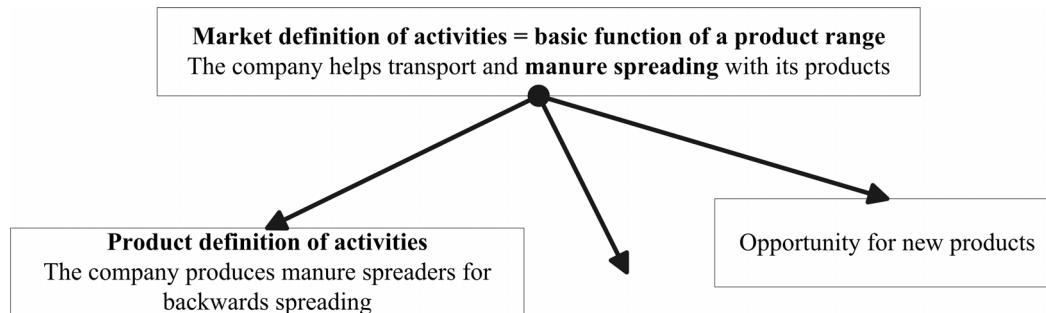 Market definition of activities = basic function of a product range
The company helps transport and manure spreading with its products
Product definition of activities
The company produces manure spreaders for
backwards spreading
Opportunity for new products